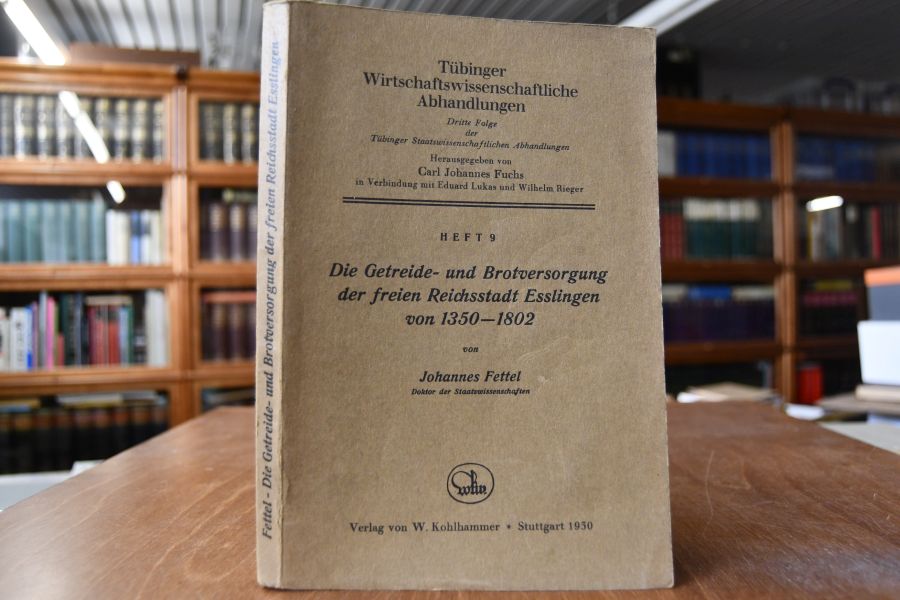 Tübinger
Wirtschaftswissenschaftliche
Abhandlungen
Dritte Folge
der
Tübinger Staatswissenschaftlichen Abhandlungen
Herausgegeben von
Carl Johannes Fuchs
in Verbindung mit Eduard Lukas und Wilhelm Rieger
HEFT 9
Die Getreide- und Brotversorgung
der freien Reichsstadt Esslingen
von 1350—1802
von
Johannes Fettel
Doktor der Staatswissenschaften
Verlag von W. Kohlhammer * Stuttgart 1930
Fettel - Die Getreide- und Brotversorgung der freien Reichsstadt Esslingen